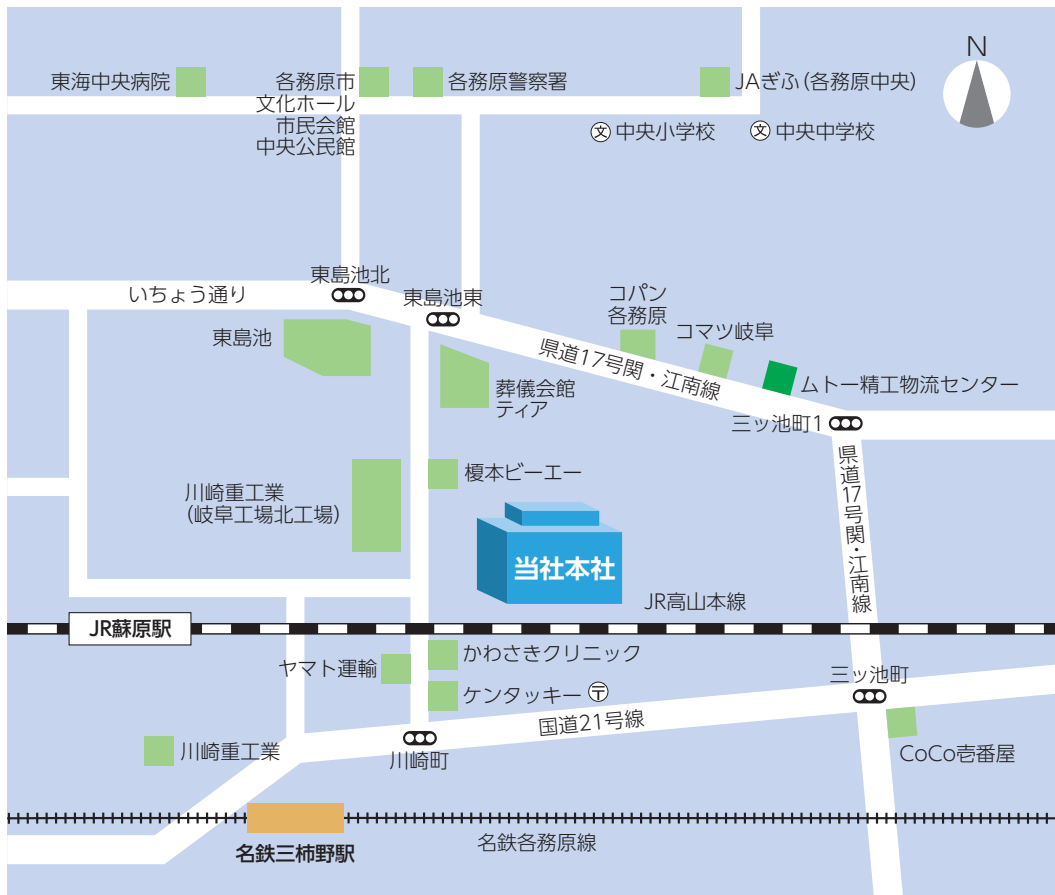 N
東海中央病院
各務原市
文化ホール
市民会館
中央公民館
各務原警察署
JAぎふ（各務原中央）
文 中央小学校
文 中央中学校
東島池北
いちょう通り
東島池東
コパン
各務原
コマツ岐阜
東島池
県道17号関・江南線
葬儀会館
ティア
ムトー精工物流センター
三ッ池町1
榎本ビーエー
川崎重工業
（岐阜工場北工場）
県道17号関・江南線
当社本社
JR高山本線
JR蘇原駅
かわさきクリニック
ヤマト運輸
三ッ池町
ケンタッキー 〒
国道21号線
川崎重工業
川崎町
CoCo壱番屋
名鉄各務原線
名鉄三柿野駅